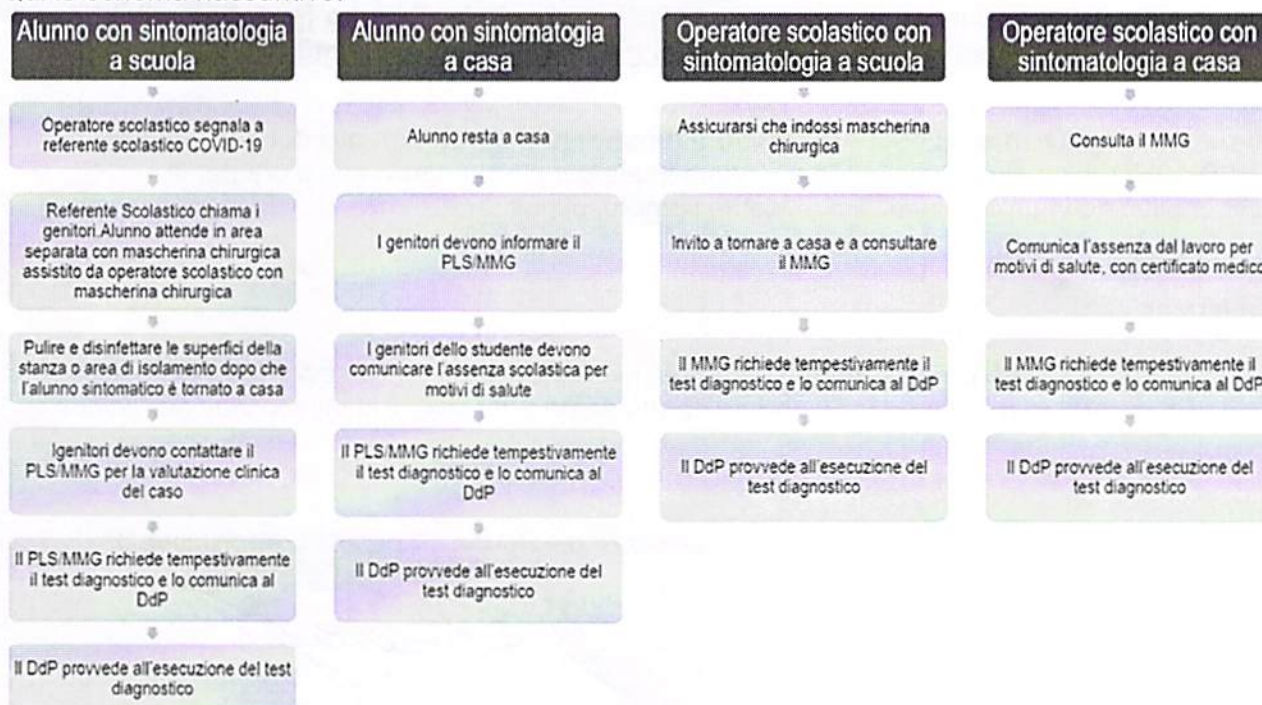 Alunno con sintomatologia
a scuola
Operatore scolastico segnala a
referente scolastico COVID-19
Referente Scolastico chiama i
genitori.Alunno attende in area
separata con mascherina chirurgica
assistito da operatore scolastico con
mascherina chirurgica
Pulire e disinfettare le superfici della
stanza o area di isolamento dopo che
l'alunno sintomatico è tornato a casa
Igenitori devono contattare il
PLS/MMG per la valutazione clinica
del caso
Il PLS/MMG richiede tempestivamente
il test diagnostico e lo comunica al
DdP
Il DdP provvede all'esecuzione del test
diagnostico
Alunno con sintomatogia
a casa
Alunno resta a casa
I genitori devono informare il
PLS/MMG
I genitori dello studente devono
comunicare l'assenza scolastica per
motivi di salute
Il PLS/MMG richiede tempestivamente
il test diagnostico e lo comunica al
DdP
Il DdP provvede all'esecuzione del
test diagnostico
Operatore scolastico con
sintomatologia a scuola
Assicurarsi che indossi mascherina
chirurgica
Invito a tornare a casa e a consultare
il MMG
Il MMG richiede tempestivamente il
test diagnostico e lo comunica al DdP
Il DdP provvede all'esecuzione del
test diagnostico
Operatore scolastico con
sintomatologia a casa
Consulta il MMG
Comunica l'assenza dal lavoro per
motivi di salute, con certificato medico
Il MMG richiede tempestivamente il
test diagnostico e lo comunica al DdP
Il DdP provvede all'esecuzione del
test diagnostico